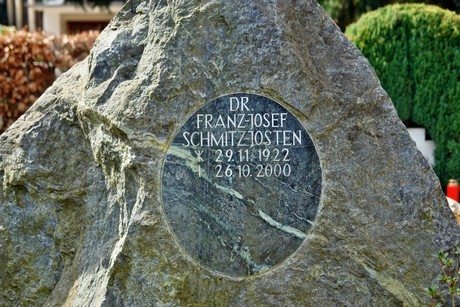 DR.
FRANZ-JOSEF
SCHMITZ-JOSTEN
* 29.11.1922
† 26.10.2000